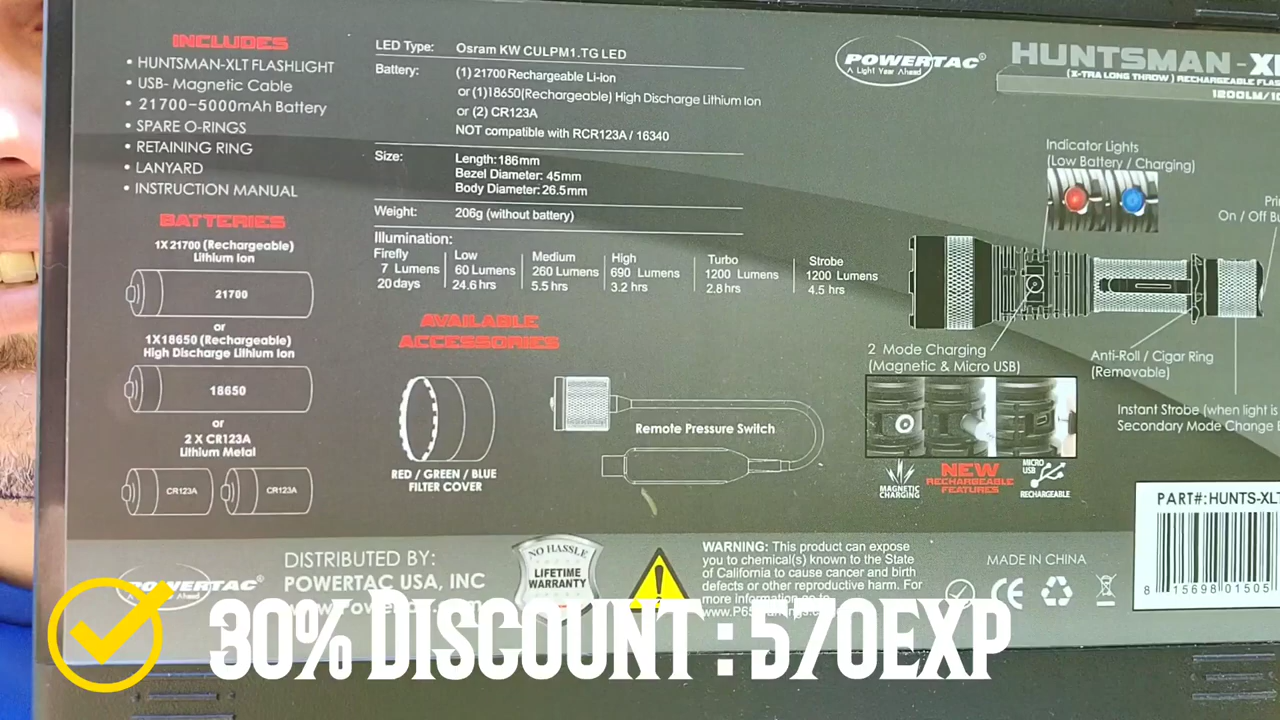 INCLUDES
• HUNTSMAN-XLT FLASHLIGHT
• USB- Magnetic Cable
• 21700-5000mAh Battery
• SPARE O-RINGS
• RETAINING RING
• LANYARD
• INSTRUCTION MANUAL
BATTERIES
1X 21700 (Rechargeable)
Lithium Ion
21700
or
1X18650 (Rechargeable)
High Discharge Lithium Ion
18650
or
2 X CR123A
Lithium Metal
CR123A
CR123A
LED Type: Osram KW CULPM1.TG LED
Battery: (1) 21700 Rechargeable Li-ion
or (1)18650(Rechargeable) High Discharge Lithium Ion
or (2) CR123A
NOT compatible with RCR123A / 16340
Size: Length: 186mm
Bezel Diameter: 45mm
Body Diameter: 26.5mm
Weight: 206g (without battery)
Illumination:
Firefly Low Medium High Turbo Strobe
7 Lumens 60 Lumens 260 Lumens 690 Lumens 1200 Lumens 1200 Lumens
20 days 24.6 hrs 5.5 hrs 3.2 hrs 2.8 hrs 4.5 hrs
AVAILABLE
ACCESSORIES
RED / GREEN / BLUE
FILTER COVER
Remote Pressure Switch
POWERTAC®
A Light Year Ahead
HUNTSMAN-
(X-TRA LONG THROW) RECHARGEABLE
1200LM/
Indicator Lights
(Low Battery / Charging)
On / Off
2 Mode Charging
(Magnetic & Micro USB)
Anti-Roll / Cigar Ring
(Removable)
Instant Strobe (when light is
Secondary Mode Change
MAGNETIC
CHARGING
NEW
RECHARGEABLE
FEATURES
MICRO
USB
RECHARGEABLE
PART#: HUNTS-XLT
8 15698 01505
DISTRIBUTED BY:
POWERTAC USA, INC
POWERTAC®
A Light Year Ahead
NO HASSLE
LIFETIME
WARRANTY
WARNING: This product can expose
you to chemical(s) known to the State
of California to cause cancer and birth
defects or other reproductive harm. For
more information go to
MADE IN CHINA
CE
30% DISCOUNT : 570EXP